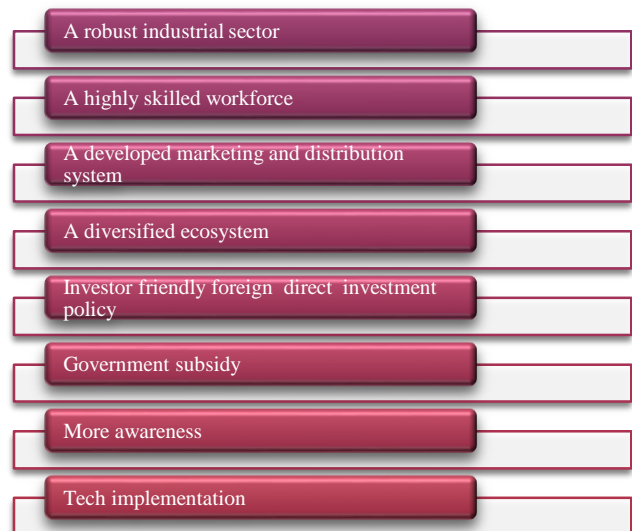 A robust industrial sector
A highly skilled workforce
A developed marketing and distribution
system
A diversified ecosystem
Investor friendly foreign direct investment
policy
Government subsidy
More awareness
Tech implementation